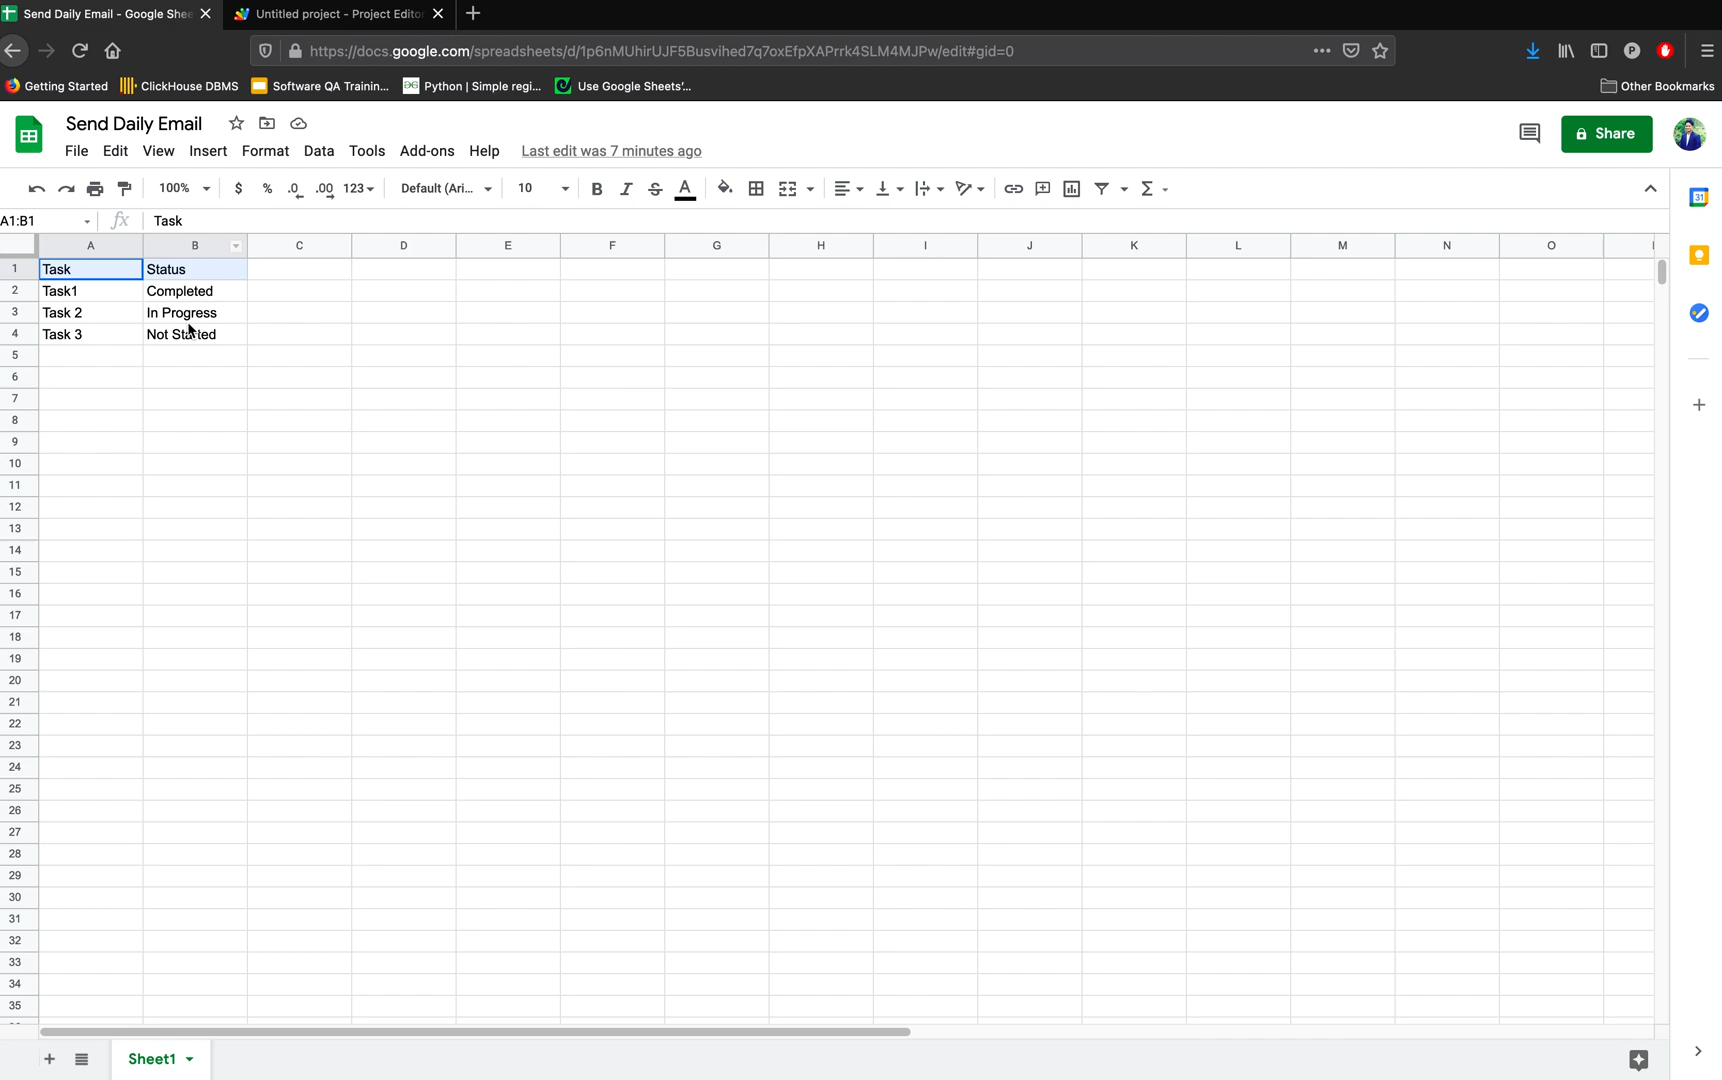 Send Daily Email - Google Shee
Untitled project - Project Editor
https://docs.google.com/spreadsheets/d/1p6nMUhirUJF5Busvihed7q7oxEfpXAPrrk4SLM4MJPw/edit#gid=0
P
Getting Started
ClickHouse DBMS
Software QA Trainin...
Python | Simple regi...
Use Google Sheets'...
Other Bookmarks
Send Daily Email
File Edit View Insert Format Data Tools Add-ons Help Last edit was 7 minutes ago
Share
100% $ % .0 .00 123 Default (Ari... 10 B I S A Σ
31
A1:B1 fx Task
A B C D E F G H I J K L M N O
1 Task Status
2 Task1 Completed
3 Task 2 In Progress
4 Task 3 Not Started
5
6
7
8
9
10
11
12
13
14
15
16
17
18
19
20
21
22
23
24
25
26
27
28
29
30
31
32
33
34
35
Sheet1